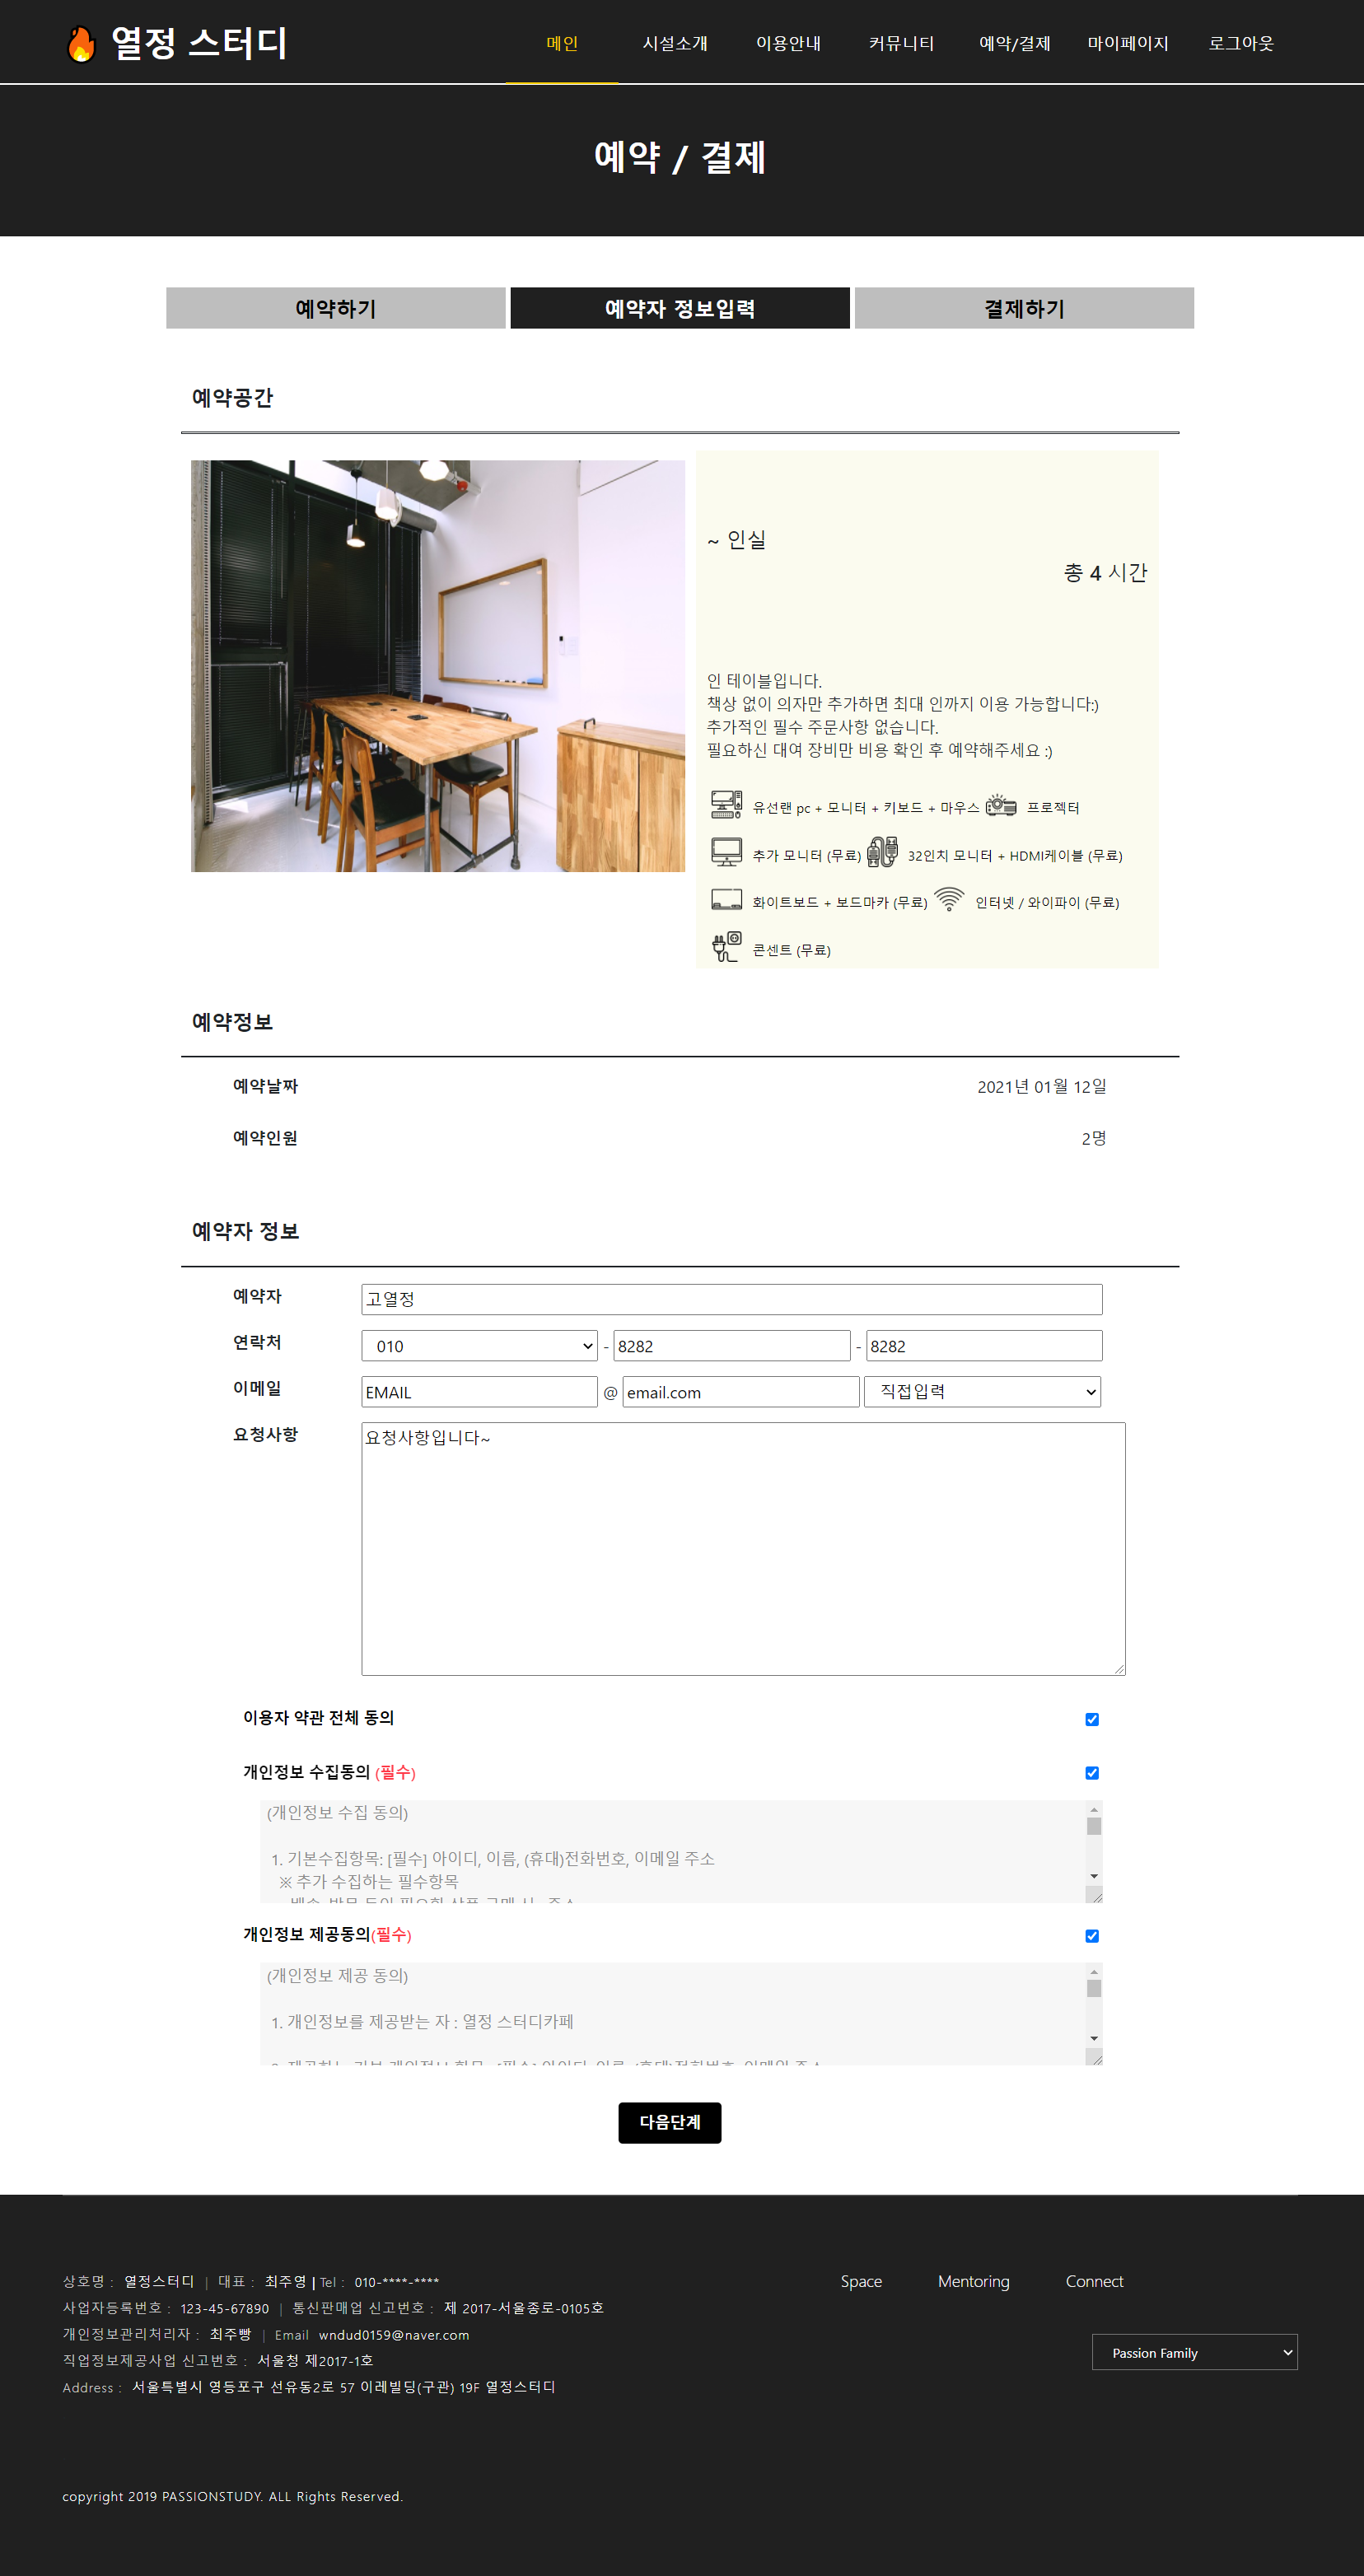 열정 스터디
메인 시설소개 이용안내 커뮤니티 예약/결제 마이페이지 로그아웃
예약 / 결제
예약하기 예약자 정보입력 결제하기
예약공간
~ 인실
총 4 시간
인 테이블입니다.
책상 없이 의자만 추가하면 최대 인까지 이용 가능합니다:)
추가적인 필수 주문사항 없습니다.
필요하신 대여 장비만 비용 확인 후 예약해주세요 :)
유선랜 pc + 모니터 + 키보드 + 마우스 프로젝터
추가 모니터 (무료) 32인치 모니터 + HDMI케이블 (무료)
화이트보드 + 보드마카 (무료) 인터넷 / 와이파이 (무료)
콘센트 (무료)
예약정보
예약날짜 2021년 01월 12일
예약인원 2명
예약자 정보
예약자 고열정
연락처 010 - 8282 - 8282
이메일 EMAIL @ email.com 직접입력
요청사항 요청사항입니다~
이용자 약관 전체 동의
개인정보 수집동의 (필수)
(개인정보 수집 동의)
1. 기본수집항목: [필수] 아이디, 이름, (휴대)전화번호, 이메일 주소
※ 추가 수집하는 필수항목
개인정보 제공동의(필수)
(개인정보 제공 동의)
1. 개인정보를 제공받는 자 : 열정 스터디카페
다음단계
상호명 : 열정스터디 | 대표 : 최주영 | Tel : 010-****-**** Space Mentoring Connect
사업자등록번호 : 123-45-67890 | 통신판매업 신고번호 : 제 2017-서울종로-0105호
개인정보관리처리자 : 최주빵 | Email wndud0159@naver.com Passion Family
직업정보제공사업 신고번호 : 서울청 제2017-1호
Address : 서울특별시 영등포구 선유동2로 57 이레빌딩(구관) 19F 열정스터디
copyright 2019 PASSIONSTUDY. ALL Rights Reserved.